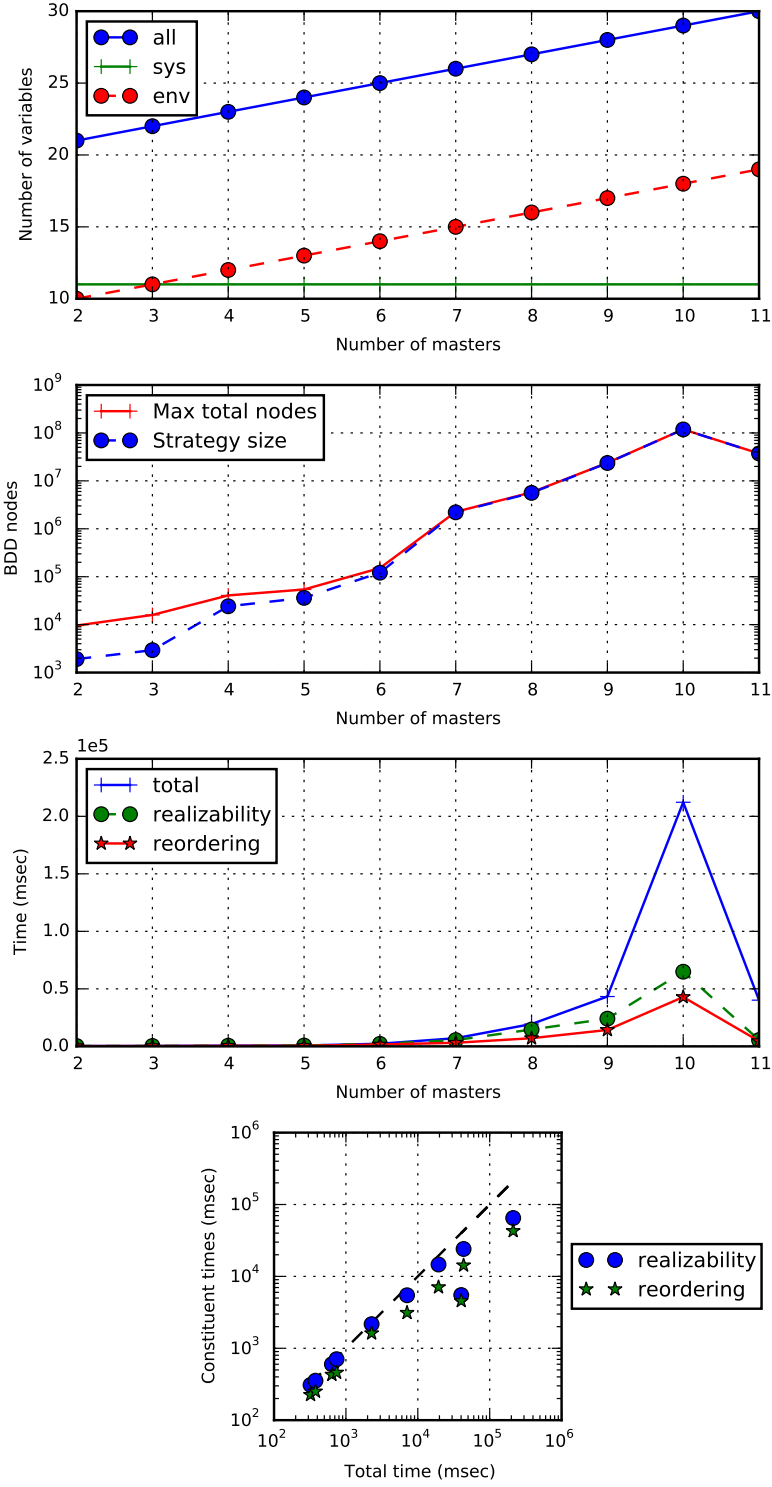 30
25
20
15
10
Number of variables
all
sys
env
2 3 4 5 6 7 8 9 10 11
Number of masters
10^9
10^8
10^7
10^6
10^5
10^4
10^3
BDD nodes
Max total nodes
Strategy size
2 3 4 5 6 7 8 9 10 11
Number of masters
1e5
2.5
2.0
1.5
1.0
0.5
0.0
Time (msec)
total
realizability
reordering
2 3 4 5 6 7 8 9 10 11
Number of masters
10^6
10^5
10^4
10^3
10^2
Constituent times (msec)
10^2 10^3 10^4 10^5 10^6
Total time (msec)
realizability
reordering